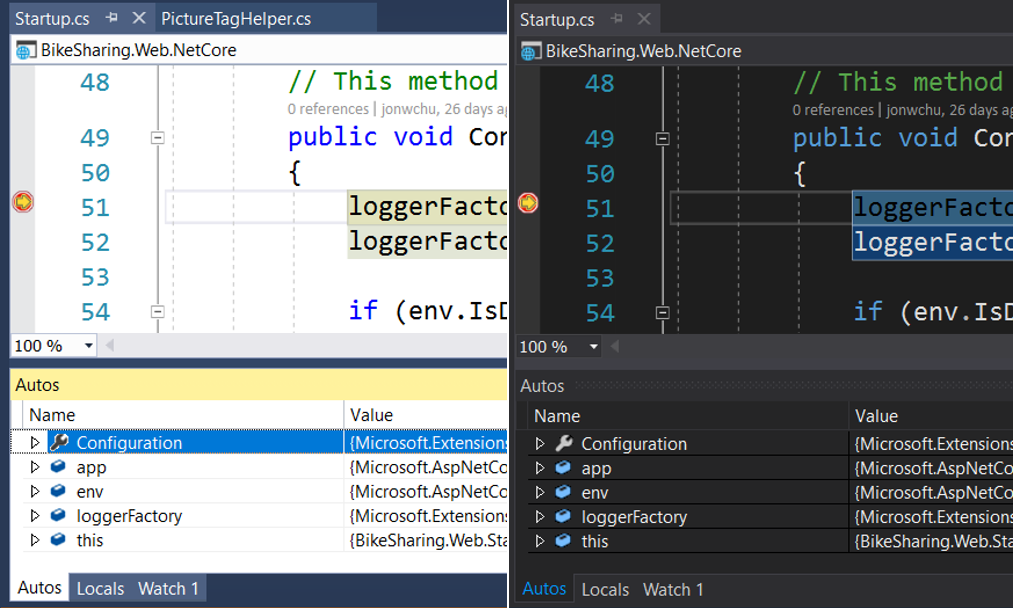 Startup.cs PictureTagHelper.cs
BikeSharing.Web.NetCore
48 // This method
0 references | jonwchu, 26 days ag
49 public void Con
50 {
51 loggerFacto
52 loggerFacto
53
54 if (env.IsD
100 %
Autos
Name Value
Configuration {Microsoft.Extensions
app {Microsoft.AspNetCo
env {Microsoft.AspNetCo
loggerFactory {Microsoft.Extensions
this {BikeSharing.Web.Sta
Autos Locals Watch 1
Startup.cs
BikeSharing.Web.NetCore
48 // This method
0 references | jonwchu, 26 days ago
49 public void Con
50 {
51 loggerFacto
52 loggerFacto
53
54 if (env.IsD
100 %
Autos
Name Value
Configuration {Microsoft.Extensions
app {Microsoft.AspNetCo
env {Microsoft.AspNetCo
loggerFactory {Microsoft.Extensions
this {BikeSharing.Web.Sta
Autos Locals Watch 1